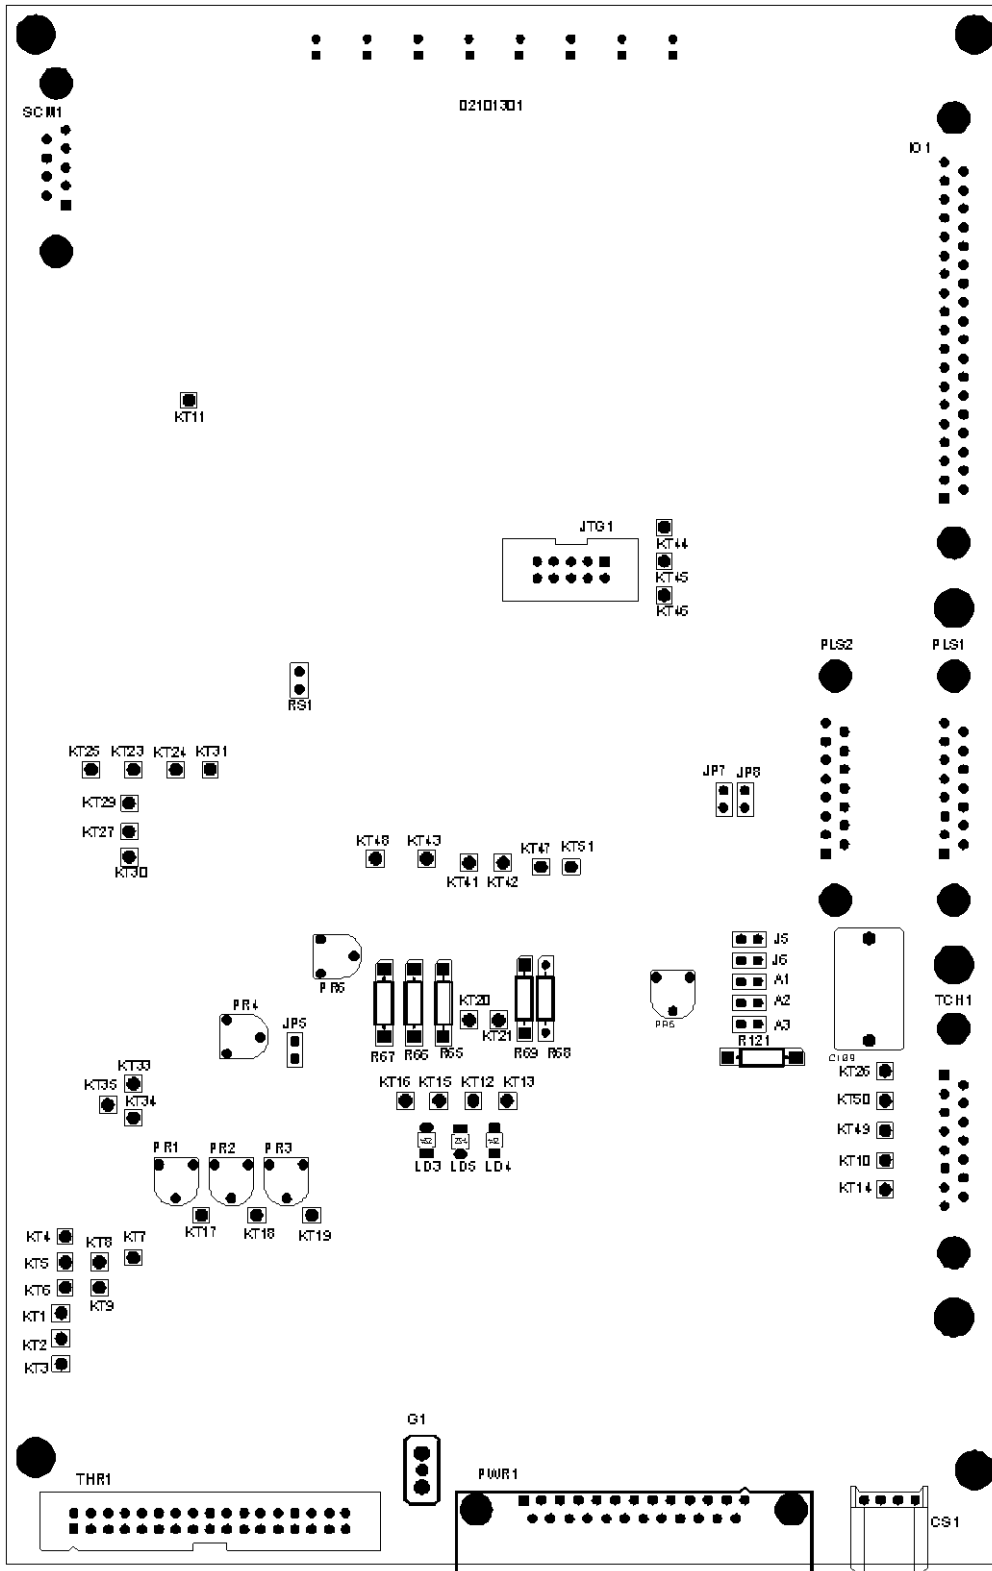 02101301
SCM1
IO1
KT11
JTG1
KT44
KT45
KT46
PLS2 PLS1
RS1
KT25 KT23 KT24 KT31
JP7 JP8
KT29
KT27
KT30
KT48 KT43 KT47 KT51
KT41 KT42
J5
J6
A1
A2
A3
PR6
PR4
JP5
KT20
KT21
TCH1
R67 R66 R65 R69 R68
R121
KT33
KT35
KT34
KT16 KT15 KT12 KT13
KT26
KT50
KT49
KT10
KT14
PR1 PR2 PR3
LD3 LD5 LD4
KT17 KT18 KT19
KT4
KT8 KT7
KT5
KT6
KT9
KT1
KT2
KT3
G1
THR1
PWR1
CS1